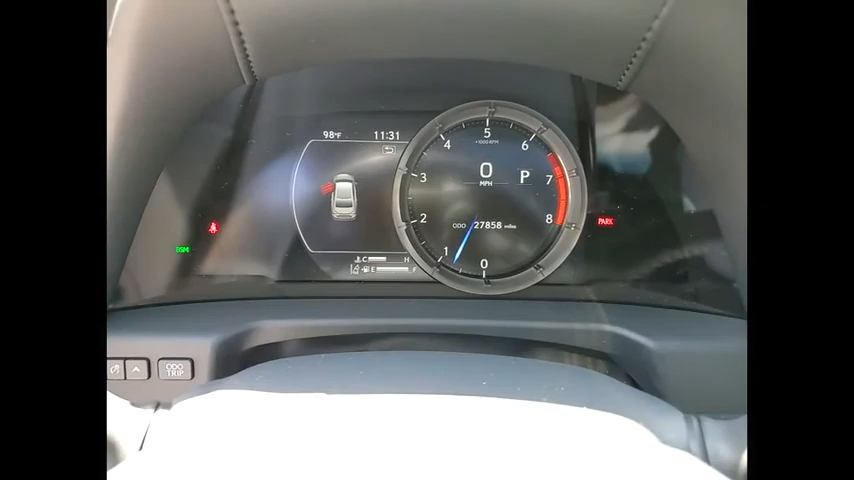 98°F 11:31
5
4 6
×1000 RPM
3 0 P 7
MPH
2 8
ODO 27858 miles
PARK
BSM
1 0
C H
E F
ODO
TRIP